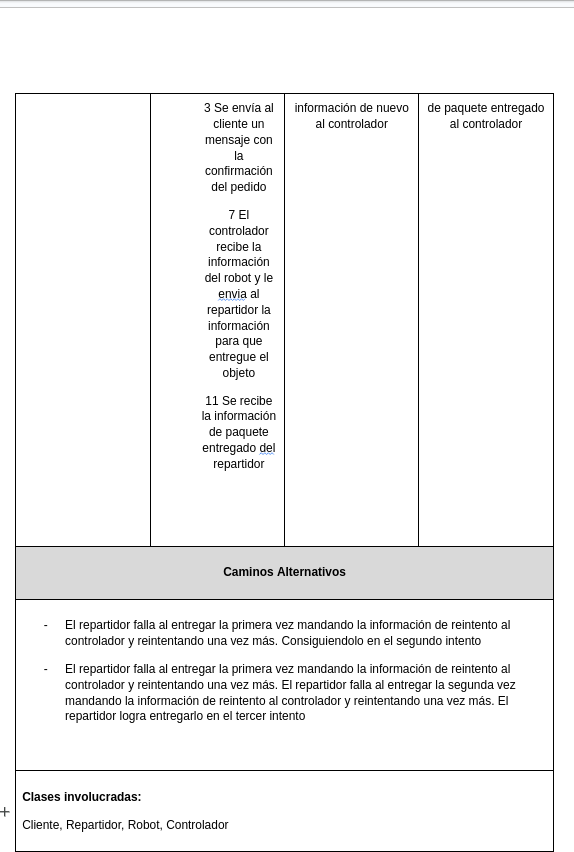 3 Se envía al
cliente un
mensaje con
la
confirmación
del pedido
7 El
controlador
recibe la
información
del robot y le
envia al
repartidor la
información
para que
entregue el
objeto
11 Se recibe
la información
de paquete
entregado del
repartidor
información de nuevo
al controlador
de paquete entregado
al controlador
Caminos Alternativos
- El repartidor falla al entregar la primera vez mandando la información de reintento al
controlador y reintentando una vez más. Consiguiendolo en el segundo intento
- El repartidor falla al entregar la primera vez mandando la información de reintento al
controlador y reintentando una vez más. El repartidor falla al entregar la segunda vez
mandando la información de reintento al controlador y reintentando una vez más. El
repartidor logra entregarlo en el tercer intento
Clases involucradas:
Cliente, Repartidor, Robot, Controlador